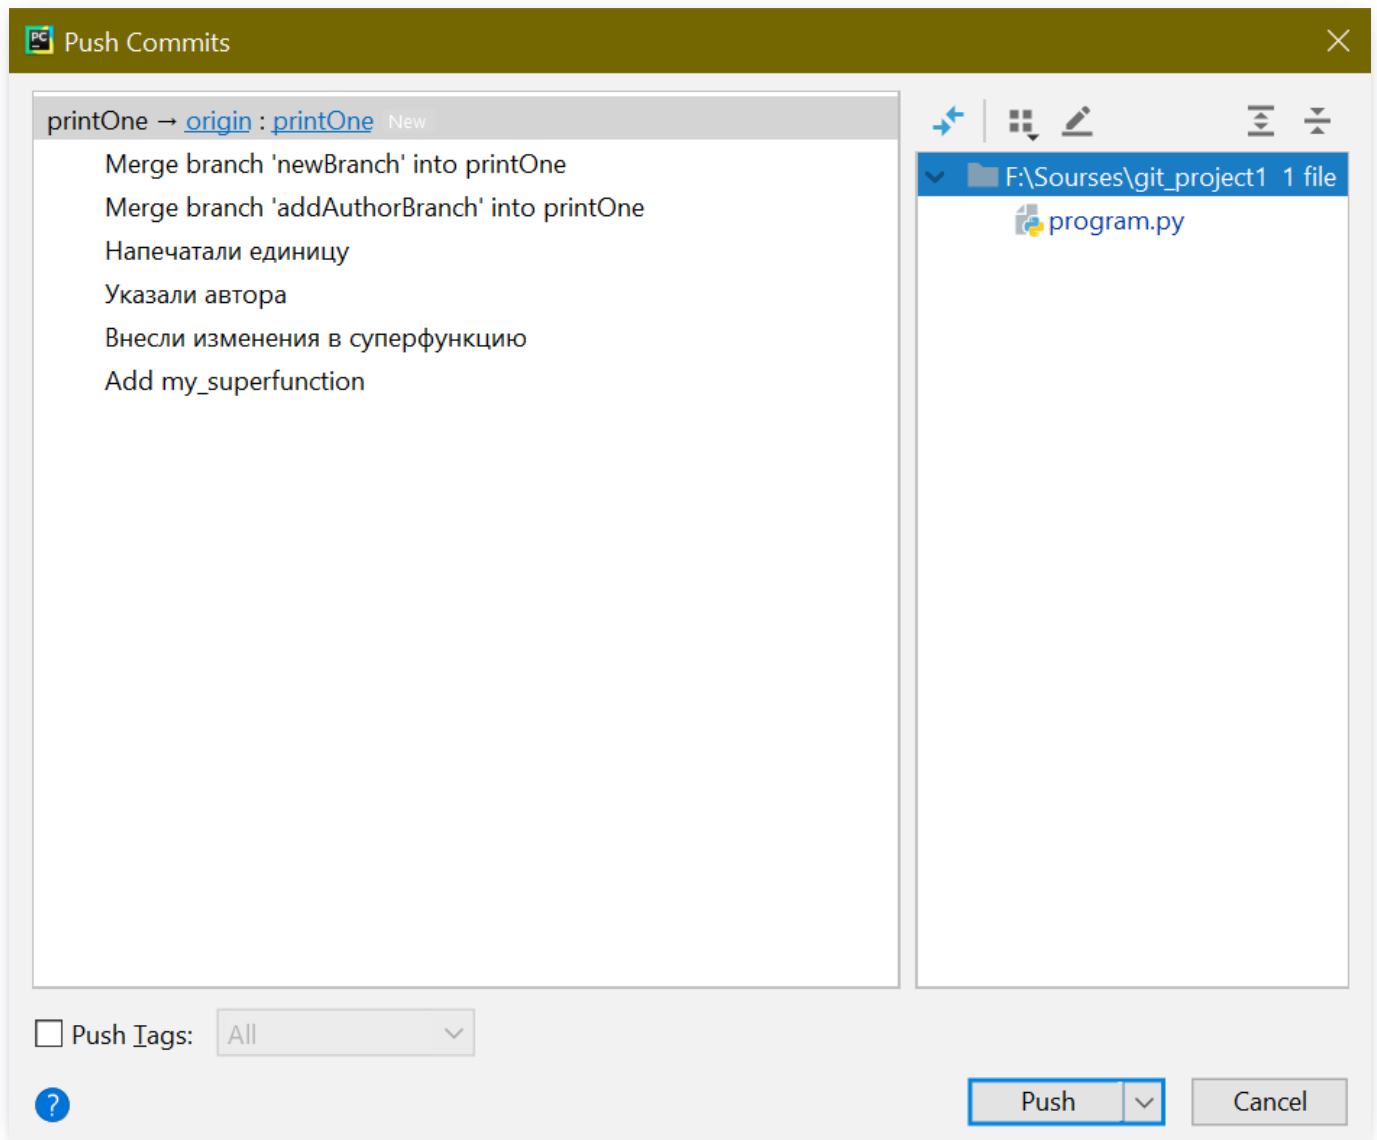 PC Push Commits
printOne → origin : printOne New
Merge branch 'newBranch' into printOne
Merge branch 'addAuthorBranch' into printOne
Напечатали единицу
Указали автора
Внесли изменения в суперфункцию
Add my_superfunction
F:\Sourses\git_project1 1 file
program.py
Push Tags: All
?
Push
Cancel